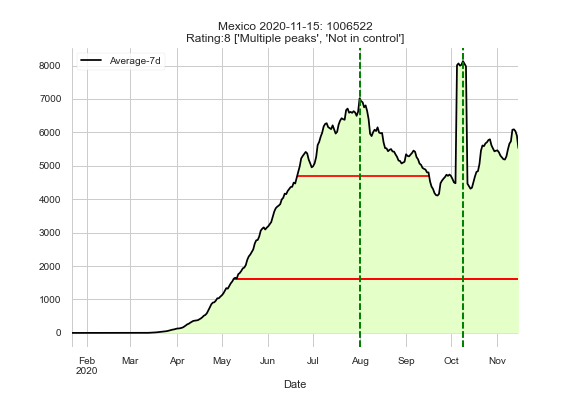 Mexico 2020-11-15: 1006522
Rating:8 ['Multiple peaks', 'Not in control']
Average-7d
8000
7000
6000
5000
4000
3000
2000
1000
0
Feb Mar Apr May Jun Jul Aug Sep Oct Nov
2020
Date